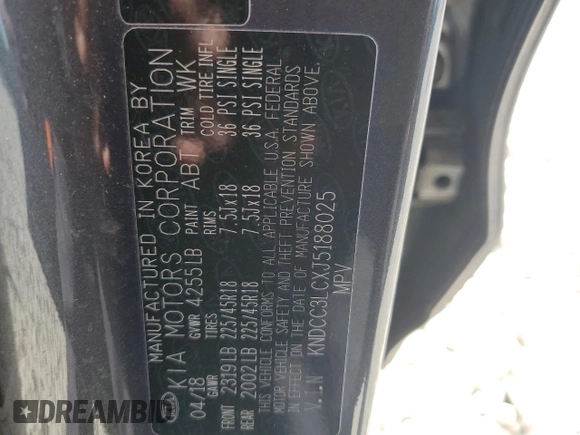 MANUFACTURED IN KOREA BY
KIA MOTORS CORPORATION
04/18 GVWR 4255LB PAINT ABT TRIM WK
GAWR TIRES RIMS COLD TIRE INFL
FRONT 2319LB 225/45R18 7.5JX18 36 PSI SINGLE
REAR 2002LB 225/45R18 7.5JX18 36 PSI SINGLE
THIS VEHICLE CONFORMS TO ALL APPLICABLE U.S.A. FEDERAL
MOTOR VEHICLE SAFETY AND THEFT PREVENTION STANDARDS
IN EFFECT ON THE DATE OF MANUFACTURE SHOWN ABOVE.
V.I.N KNDCC3LCXJ5188025
MPV
DREAMBID